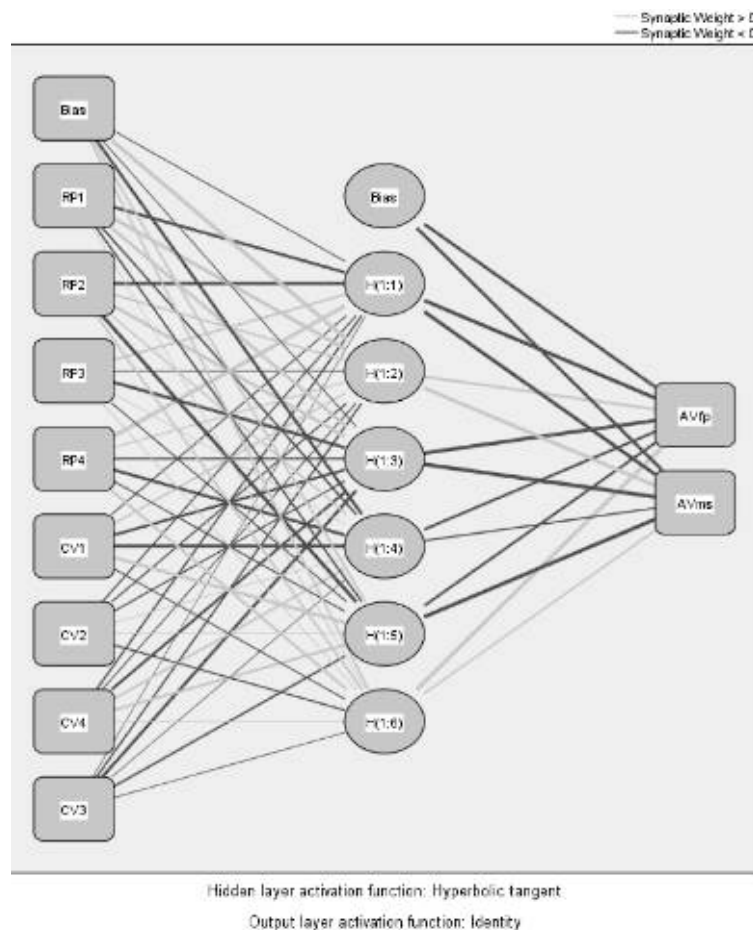 Synaptic Weight > 0
Synaptic Weight < 0
Bias
RP1
Bias
RP2
H(1:1)
RP3
H(1:2)
AVfp
RP4
H(1:3)
AVms
CV1
H(1:4)
CV2
H(1:5)
CV4
H(1:6)
CV3
Hidden layer activation function: Hyperbolic tangent
Output layer activation function: Identity